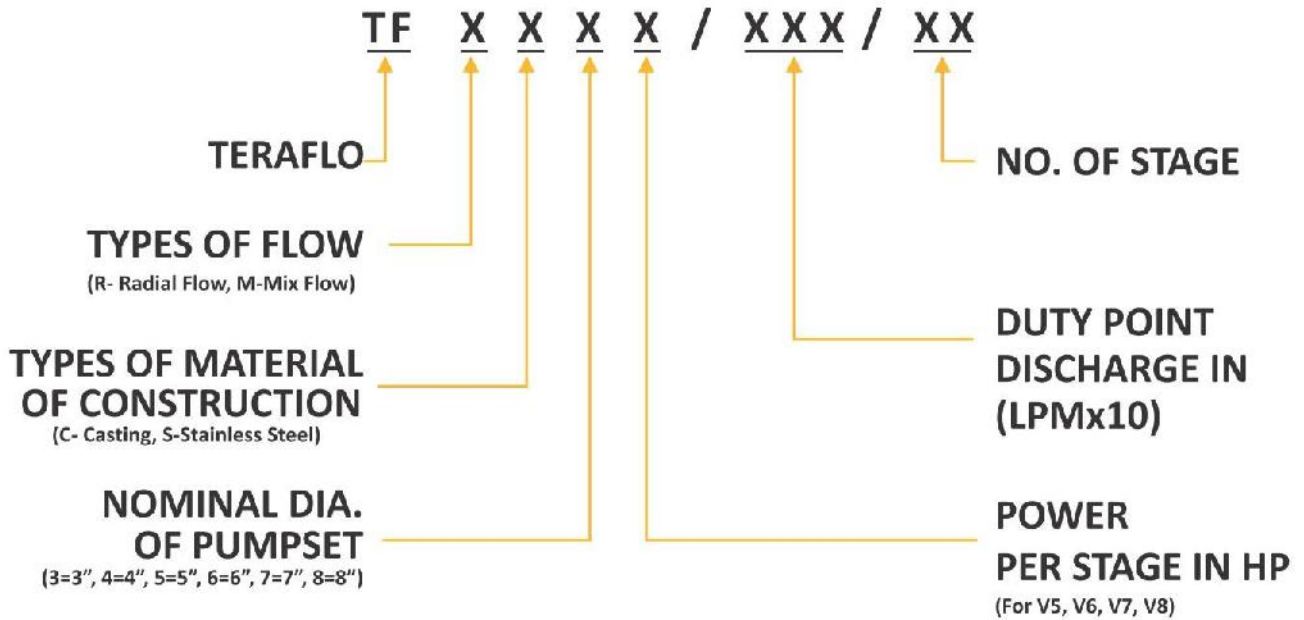 TF X X X X / XXX / XX
TERAFLO
TYPES OF FLOW
(R- Radial Flow, M-Mix Flow)
TYPES OF MATERIAL
OF CONSTRUCTION
(C- Casting, S-Stainless Steel)
NOMINAL DIA.
OF PUMPSET
(3=3”, 4=4”, 5=5”, 6=6”, 7=7”, 8=8”)
NO. OF STAGE
DUTY POINT
DISCHARGE IN
(LPMx10)
POWER
PER STAGE IN HP
(For V5, V6, V7, V8)